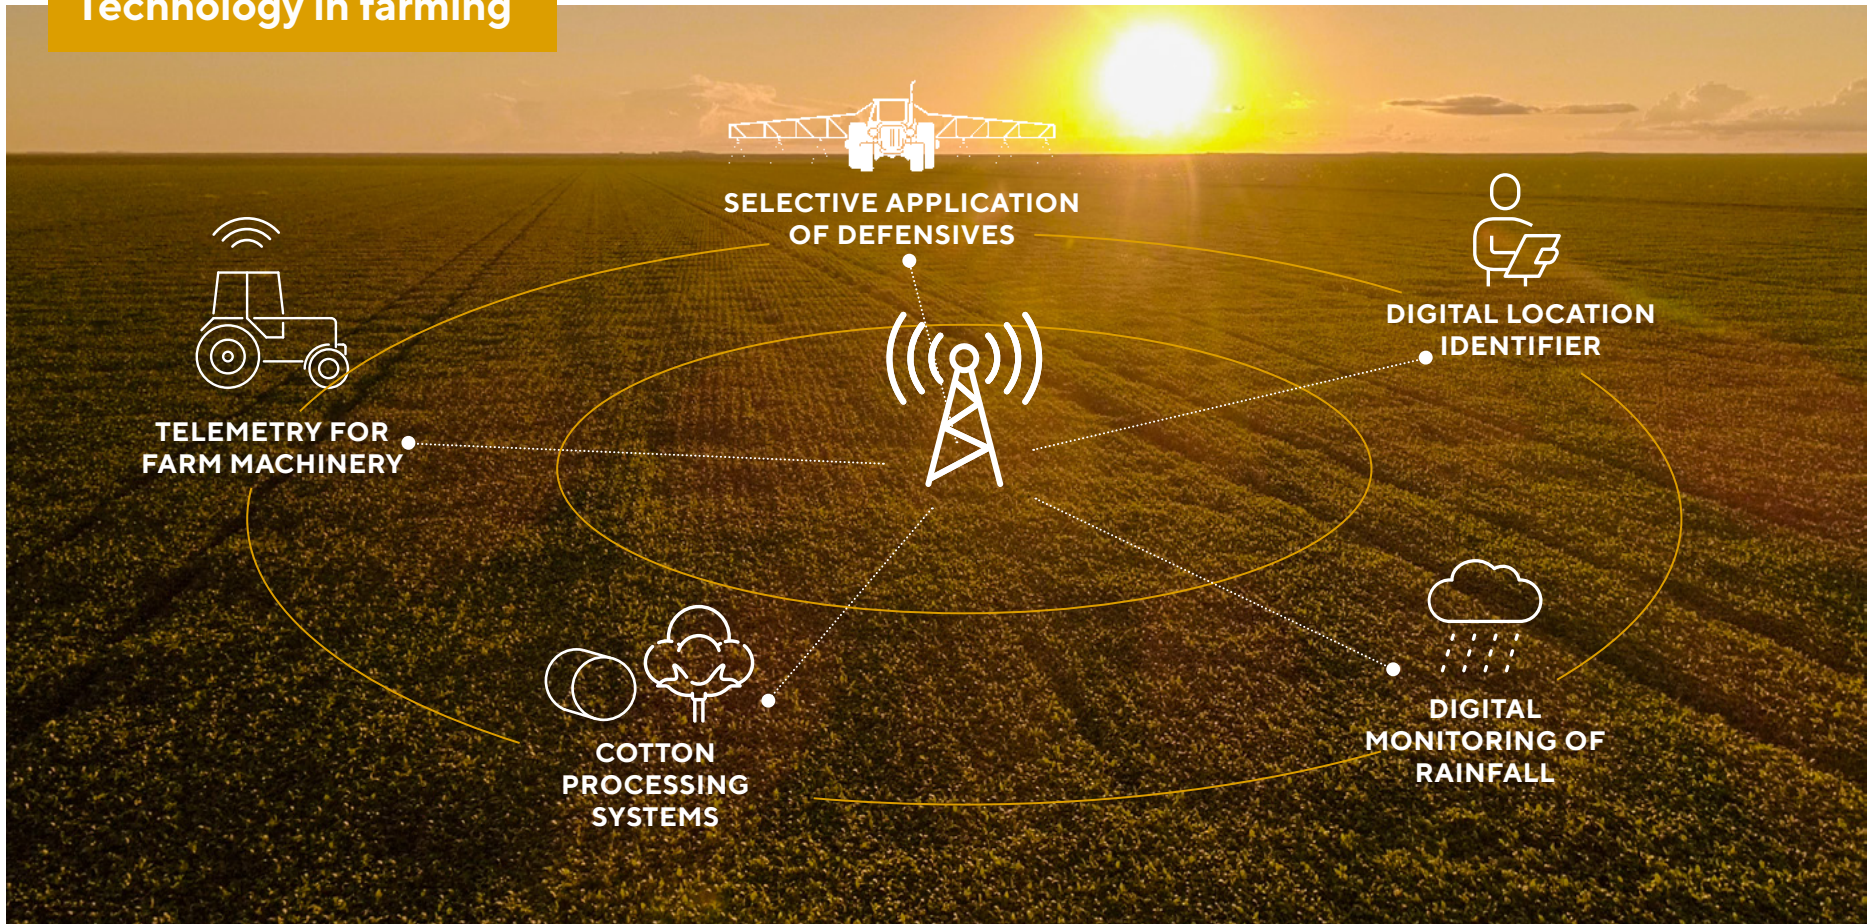 Technology in farming
SELECTIVE APPLICATION
OF DEFENSIVES
DIGITAL LOCATION
IDENTIFIER
TELEMETRY FOR
FARM MACHINERY
DIGITAL
MONITORING OF
RAINFALL
COTTON
PROCESSING
SYSTEMS